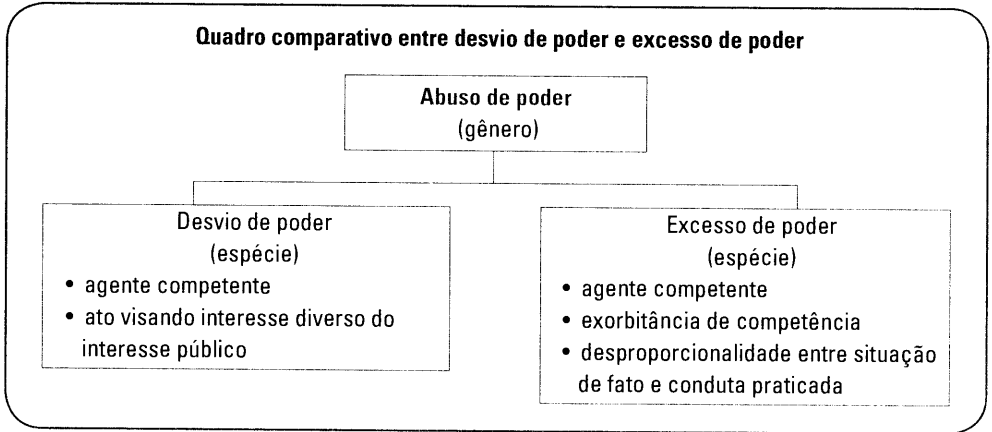 Quadro comparativo entre desvio de poder e excesso de poder
Abuso de poder
(gênero)
Desvio de poder
(espécie)
• agente competente
• ato visando interesse diverso do
interesse público
Excesso de poder
(espécie)
• agente competente
• exorbitância de competência
• desproporcionalidade entre situação
de fato e conduta praticada